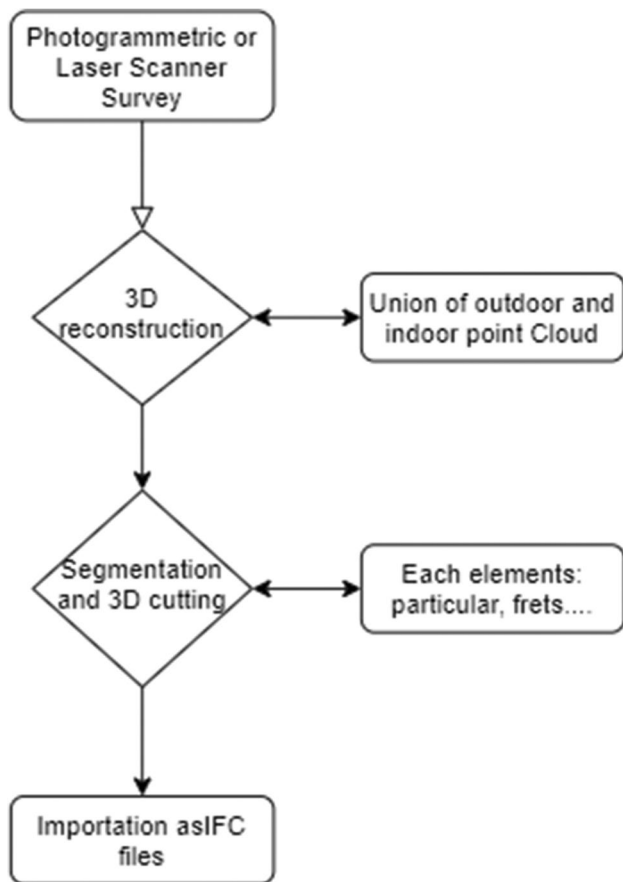 Photogrammetric or
Laser Scanner
Survey
3D
reconstruction
Union of outdoor and
indoor point Cloud
Segmentation
and 3D cutting
Each elements:
particular, frets....
Importation asIFC
files